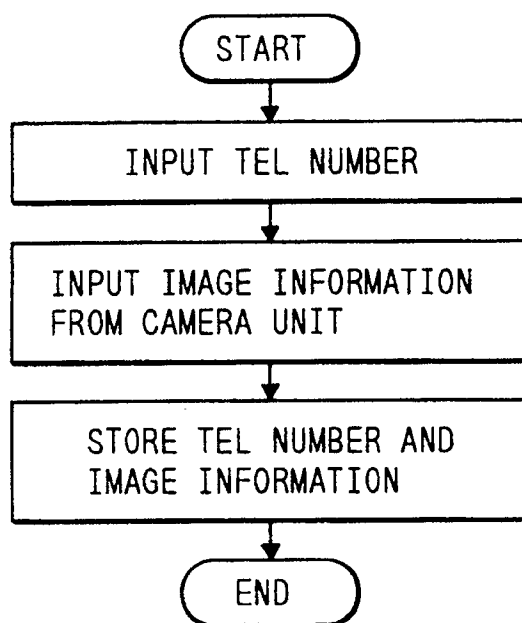 START
INPUT TEL NUMBER
INPUT IMAGE INFORMATION
FROM CAMERA UNIT
STORE TEL NUMBER AND
IMAGE INFORMATION
END